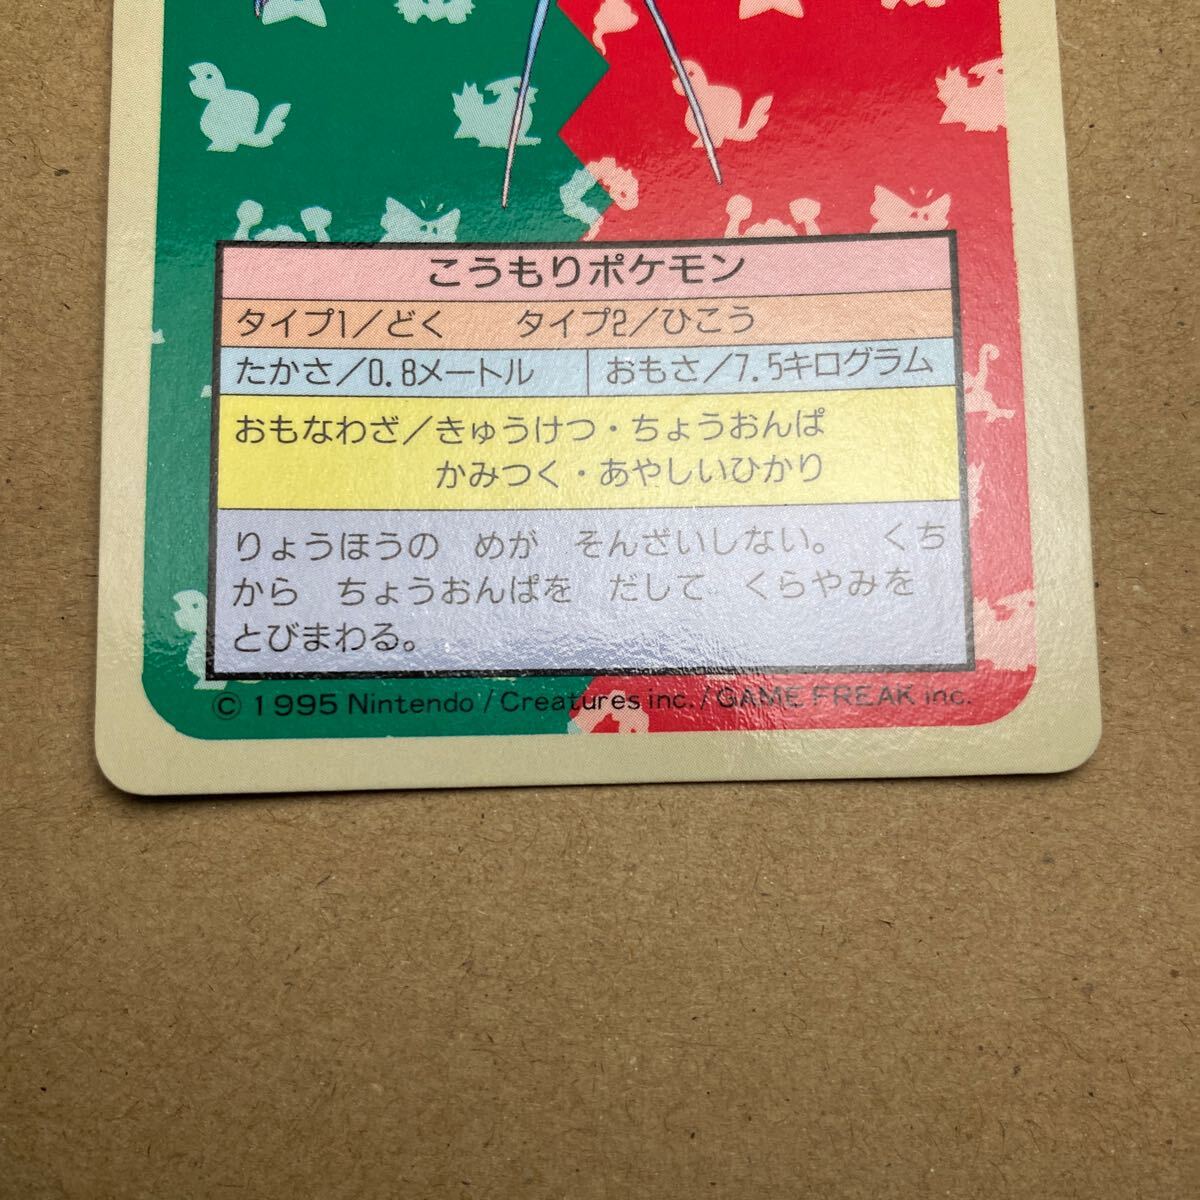 こうもりポケモン
タイプ1／どく　タイプ2／ひこう
たかさ／0.8メートル　おもさ／7.5キログラム
おもなわざ／きゅうけつ・ちょうおんぱ
かみつく・あやしいひかり
りょうほうの　めが　そんざいしない。　くち
から　ちょうおんぱを　だして　くらやみを
とびまわる。
© 1995 Nintendo / Creatures inc. / GAME FREAK inc.